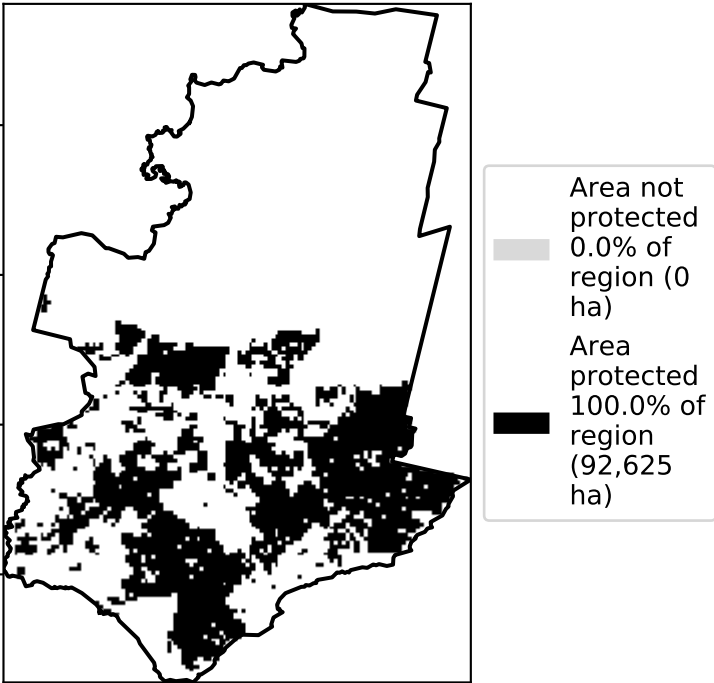 Area not
protected
0.0% of
region (0
ha)
Area
protected
100.0% of
region
(92,625
ha)